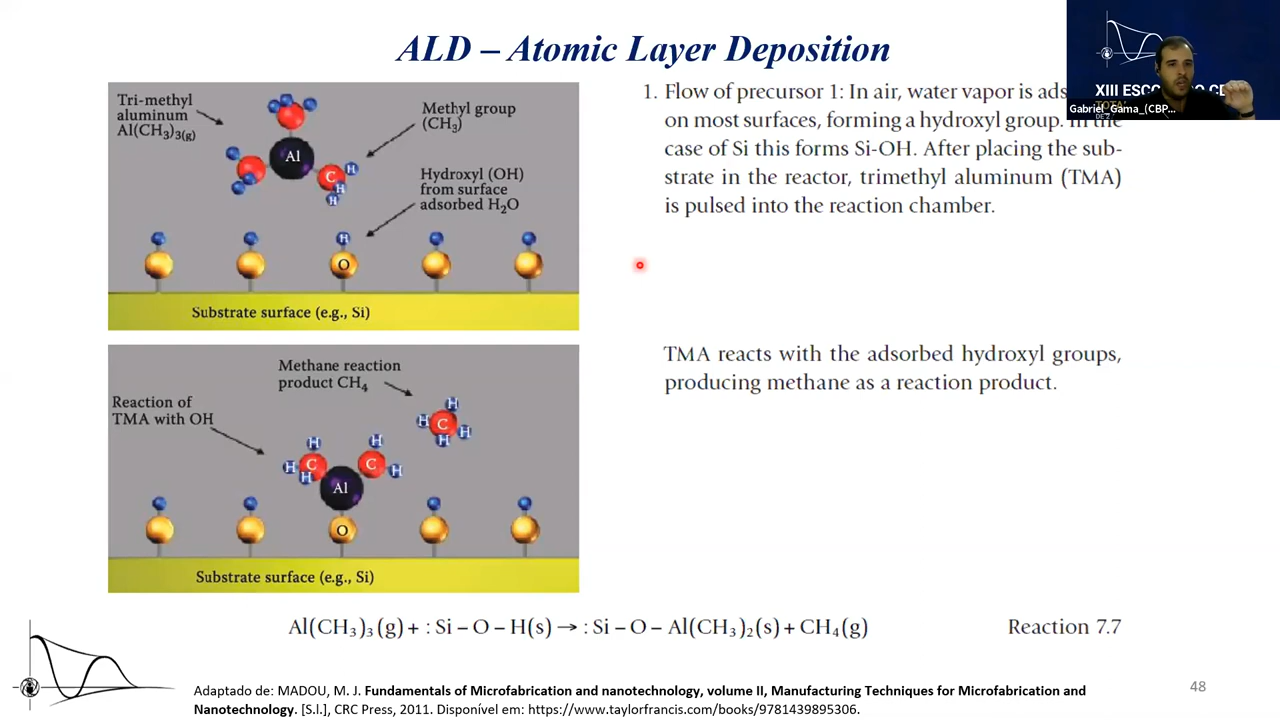 ALD – Atomic Layer Deposition
Tri-methyl
aluminum
Al(CH₃)₃(g)
Methyl group
(CH₃)
Hydroxyl (OH)
from surface
adsorbed H₂O
Al
C
H
H
H
H
O
Substrate surface (e.g., Si)
1. Flow of precursor 1: In air, water vapor is
on most surfaces, forming a hydroxyl group. In the
case of Si this forms Si-OH. After placing the sub-
strate in the reactor, trimethyl aluminum (TMA)
is pulsed into the reaction chamber.
XIII ESCO
CB
Gabriel_Gama_(CBP...
Methane reaction
product CH₄
Reaction of
TMA with OH
H
C
H
H
H
H
H
H
C
H
C
H
Al
O
Substrate surface (e.g., Si)
TMA reacts with the adsorbed hydroxyl groups,
producing methane as a reaction product.
Al(CH₃)₃(g) + : Si – O – H(s) → : Si – O – Al(CH₃)₂(s) + CH₄(g)
Reaction 7.7
Adaptado de: MADOU, M. J. Fundamentals of Microfabrication and nanotechnology, volume II, Manufacturing Techniques for Microfabrication and
Nanotechnology. [S.l.], CRC Press, 2011. Disponível em: https://www.taylorfrancis.com/books/9781439895306.
48